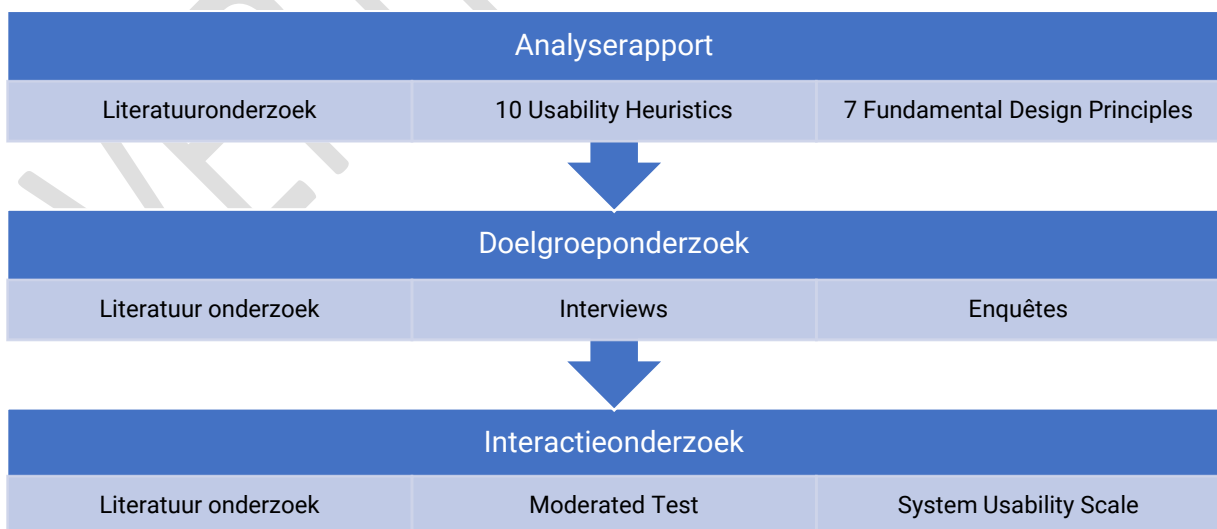 Analyserapport
Literatuuronderzoek 10 Usability Heuristics 7 Fundamental Design Principles
Doelgroeponderzoek
Literatuur onderzoek Interviews Enquêtes
Interactieonderzoek
Literatuur onderzoek Moderated Test System Usability Scale